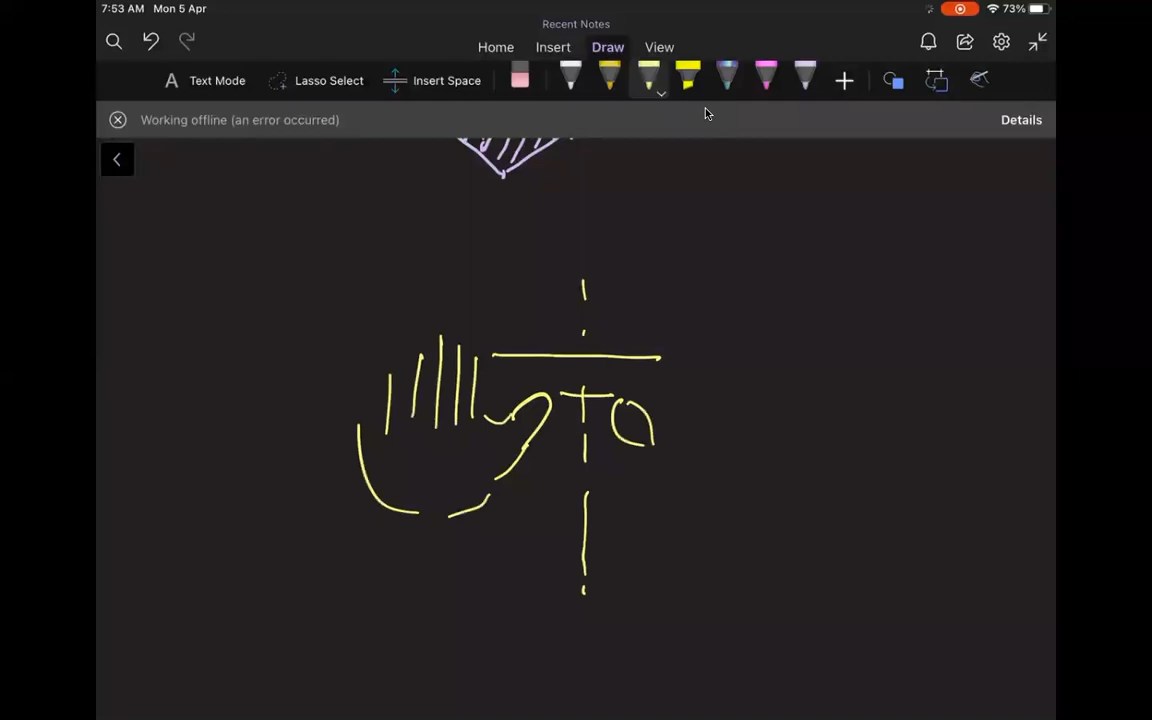 7:53 AM Mon 5 Apr
73%
Recent Notes
Home Insert Draw View
Text Mode Lasso Select Insert Space
Working offline (an error occurred) Details